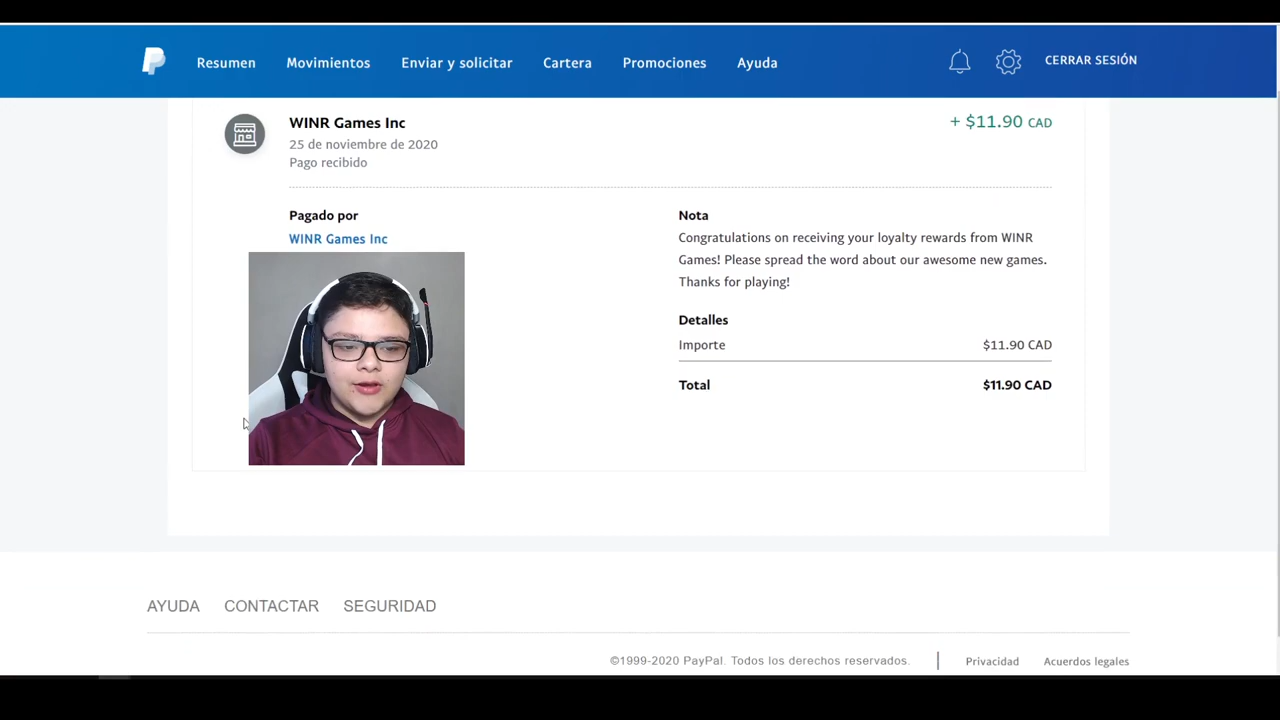 Resumen Movimientos Enviar y solicitar Cartera Promociones Ayuda CERRAR SESIÓN
WINR Games Inc + $11.90 CAD
25 de noviembre de 2020
Pago recibido
Pagado por
WINR Games Inc
Nota
Congratulations on receiving your loyalty rewards from WINR
Games! Please spread the word about our awesome new games.
Thanks for playing!
Detalles
Importe $11.90 CAD
Total $11.90 CAD
AYUDA CONTACTAR SEGURIDAD
©1999-2020 PayPal. Todos los derechos reservados. | Privacidad Acuerdos legales